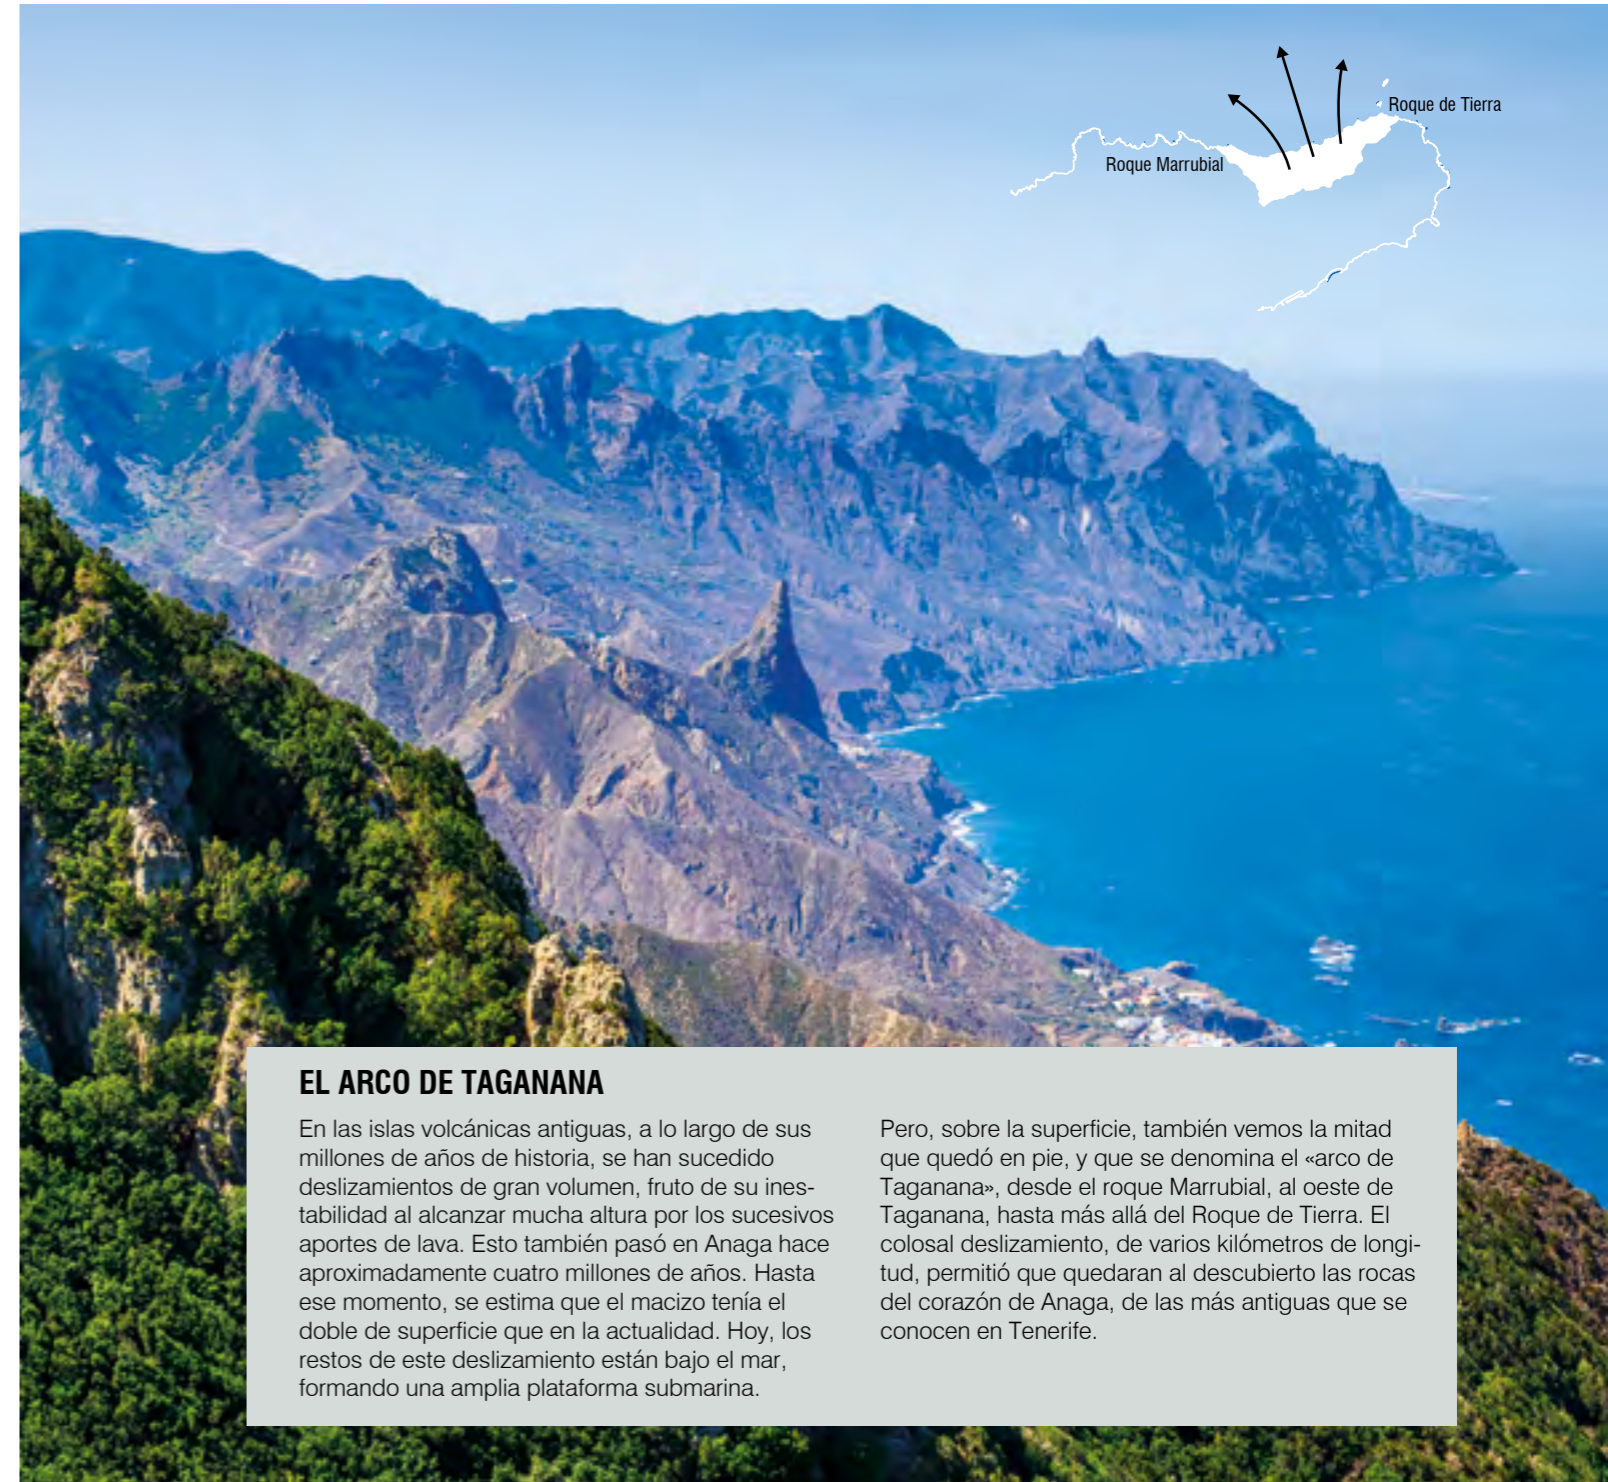 Roque de Tierra
Roque Marrubial
EL ARCO DE TAGANANA
En las islas volcánicas antiguas, a lo largo de sus
millones de años de historia, se han sucedido
deslizamientos de gran volumen, fruto de su ines-
tabilidad al alcanzar mucha altura por los sucesivos
aportes de lava. Esto también pasó en Anaga hace
aproximadamente cuatro millones de años. Hasta
ese momento, se estima que el macizo tenía el
doble de superficie que en la actualidad. Hoy, los
restos de este deslizamiento están bajo el mar,
formando una amplia plataforma submarina.
Pero, sobre la superficie, también vemos la mitad
que quedó en pie, y que se denomina el «arco de
Taganana», desde el roque Marrubial, al oeste de
Taganana, hasta más allá del Roque de Tierra. El
colosal deslizamiento, de varios kilómetros de longi-
tud, permitió que quedaran al descubierto las rocas
del corazón de Anaga, de las más antiguas que se
conocen en Tenerife.